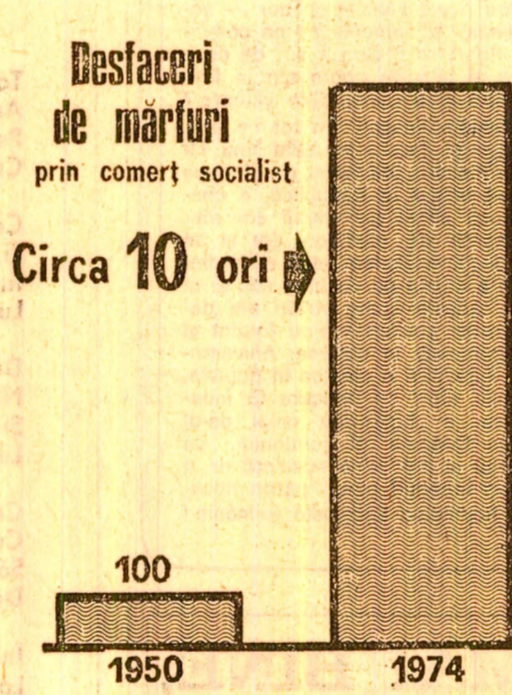 Desfaceri
de mărfuri
prin comerţ socialist
Circa 10 ori
100
1950
1974